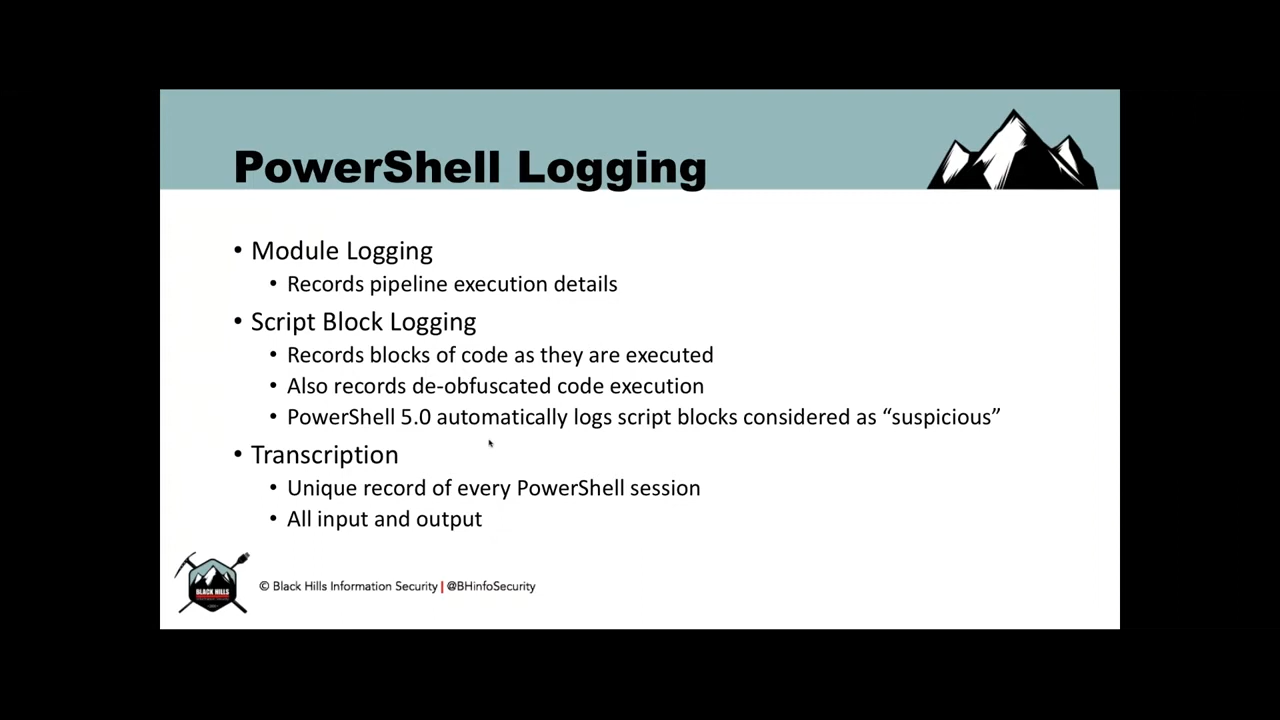 PowerShell Logging
• Module Logging
• Records pipeline execution details
• Script Block Logging
• Records blocks of code as they are executed
• Also records de-obfuscated code execution
• PowerShell 5.0 automatically logs script blocks considered as “suspicious”
• Transcription
• Unique record of every PowerShell session
• All input and output
BLACK HILLS
© Black Hills Information Security | @BHinfoSecurity